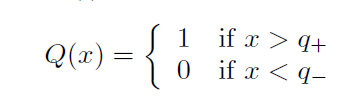 Q(x) = { 1 if x > q₊
0 if x < q₋